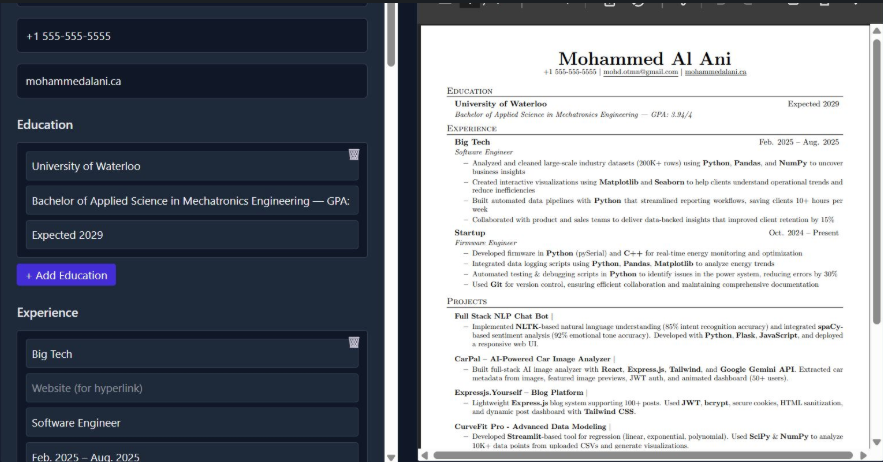 +1 555-555-5555
mohammedalani.ca
Education
University of Waterloo
Bachelor of Applied Science in Mechatronics Engineering — GPA:
Expected 2029
+ Add Education
Experience
Big Tech
Website (for hyperlink)
Software Engineer
Feb. 2025 – Aug. 2025
Mohammed Al Ani
+1 555-555-5555 | mohd.otmn@gmail.com | mohammedalani.ca
Education
University of Waterloo Expected 2029
Bachelor of Applied Science in Mechatronics Engineering — GPA: 3.94/4
Experience
Big Tech Feb. 2025 – Aug. 2025
Software Engineer
– Analyzed and cleaned large-scale industry datasets (200K+ rows) using Python, Pandas, and NumPy to uncover
business insights
– Created interactive visualizations using Matplotlib and Seaborn to help clients understand operational trends and
reduce inefficiencies
– Built automated data pipelines with Python that streamlined reporting workflows, saving clients 10+ hours per
week
– Collaborated with product and sales teams to deliver data-backed insights that improved client retention by 15%
Startup Oct. 2024 – Present
Firmware Engineer
– Developed firmware in Python (pySerial) and C++ for real-time energy monitoring and optimization
– Integrated data logging scripts using Python, Pandas, Matplotlib to analyze energy trends
– Automated testing & debugging scripts in Python to identify issues in the power system, reducing errors by 30%
– Used Git for version control, ensuring efficient collaboration and maintaining comprehensive documentation
Projects
Full Stack NLP Chat Bot |
– Implemented NLTK-based natural language understanding (85% intent recognition accuracy) and integrated spaCy-
based sentiment analysis (92% emotional tone accuracy). Developed with Python, Flask, JavaScript, and deployed
a responsive web UI.
CarPal – AI-Powered Car Image Analyzer |
– Built full-stack AI image analyzer with React, Express.js, Tailwind, and Google Gemini API. Extracted car
metadata from images, featured image previews, JWT auth, and animated dashboard (50+ users).
Expressjs.Yourself – Blog Platform |
– Lightweight Express.js blog system supporting 100+ posts. Used JWT, bcrypt, secure cookies, HTML sanitization,
and dynamic post dashboard with Tailwind CSS.
CurveFit Pro - Advanced Data Modeling |
– Developed Streamlit-based tool for regression (linear, exponential, polynomial). Used SciPy & NumPy to analyze
10K+ data points from uploaded CSVs and generate visualizations.